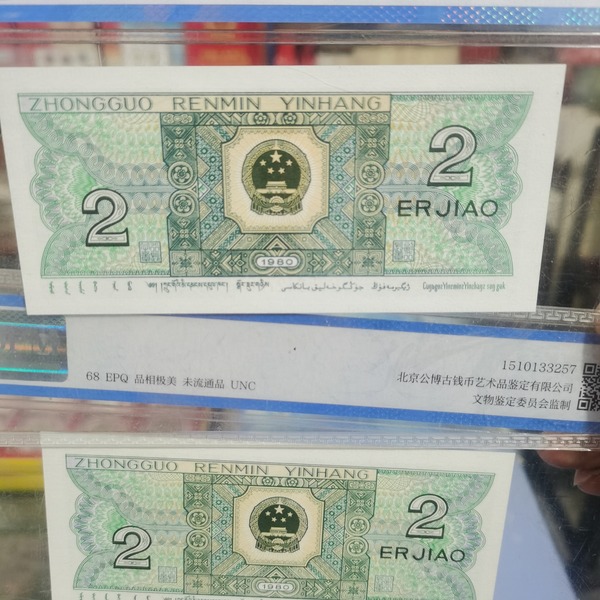 ZHONGGUO RENMIN YINHANG
2
2
ERJIAO
1980
68 EPQ 品相极美 未流通品 UNC
1510133257
北京公博古钱币艺术品鉴定有限公司
文物鉴定委员会监制
ZHONGGUO RENMIN YINHANG
2
2
ERJIAO
1980